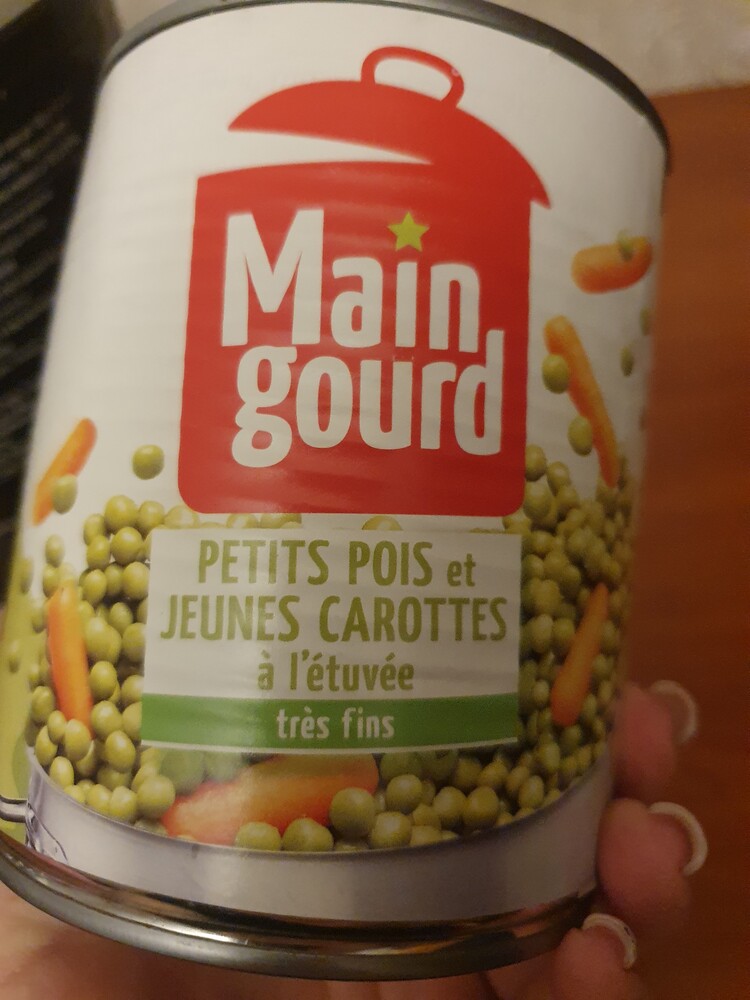 Main
gourd
PETITS POIS et
JEUNES CAROTTES
à l'étuvée
très fins